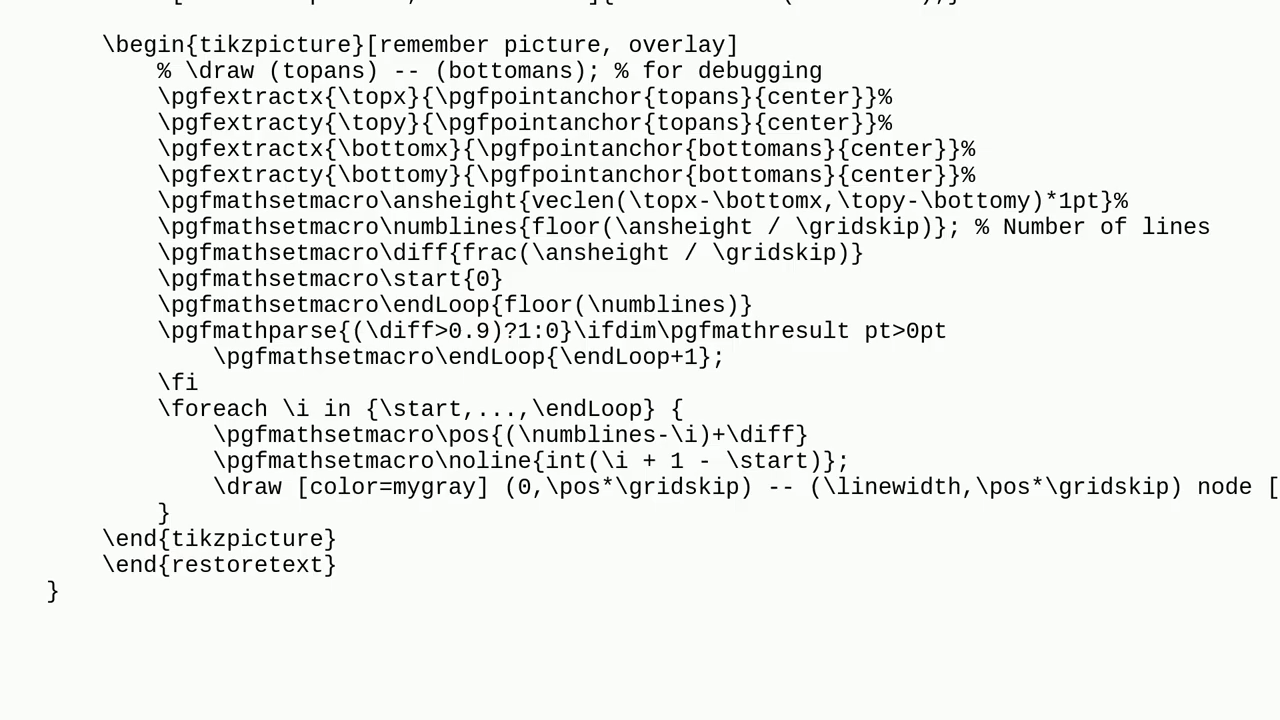 \begin{tikzpicture}[remember picture, overlay]
% \draw (topans) -- (bottomans); % for debugging
\pgfextractx{\topx}{\pgfpointanchor{topans}{center}}%
\pgfextracty{\topy}{\pgfpointanchor{topans}{center}}%
\pgfextractx{\bottomx}{\pgfpointanchor{bottomans}{center}}%
\pgfextracty{\bottomy}{\pgfpointanchor{bottomans}{center}}%
\pgfmathsetmacro\ansheight{veclen(\topx-\bottomx,\topy-\bottomy)*1pt}%
\pgfmathsetmacro\numblines{floor(\ansheight / \gridskip)}; % Number of lines
\pgfmathsetmacro\diff{frac(\ansheight / \gridskip)}
\pgfmathsetmacro\start{0}
\pgfmathsetmacro\endLoop{floor(\numblines)}
\pgfmathparse{(\diff>0.9)?1:0}\ifdim\pgfmathresult pt>0pt
\pgfmathsetmacro\endLoop{\endLoop+1};
\fi
\foreach \i in {\start,...,\endLoop} {
\pgfmathsetmacro\pos{(\numblines-\i)+\diff}
\pgfmathsetmacro\noline{int(\i + 1 - \start)};
\draw [color=mygray] (0,\pos*\gridskip) -- (\linewidth,\pos*\gridskip) node [
}
\end{tikzpicture}
\end{restoretext}
}